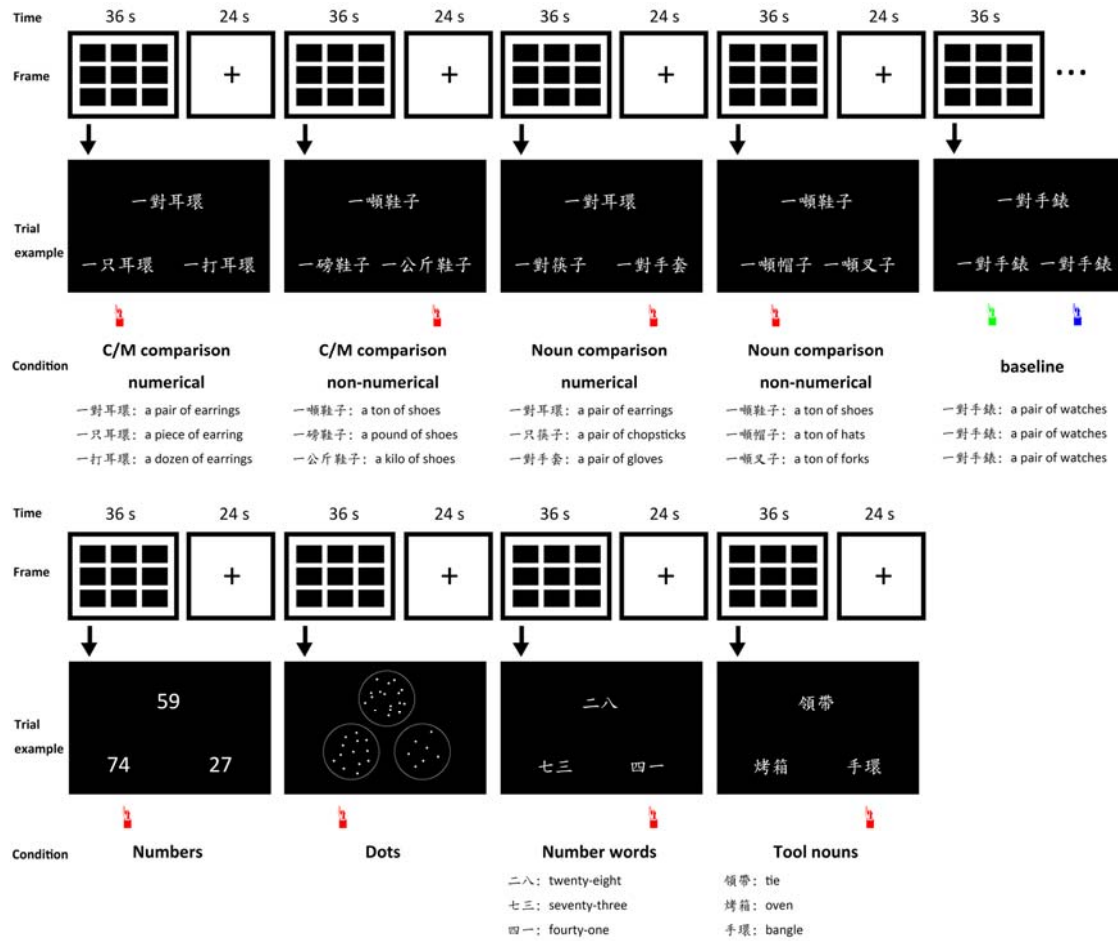 Time 36 s 24 s 36 s 24 s 36 s 24 s 36 s 24 s 36 s
Frame + + + + ...
Trial example
一對耳環
一只耳環 一打耳環
一噸鞋子
一磅鞋子 一公斤鞋子
一對耳環
一對筷子 一對手套
一噸鞋子
一噸帽子 一噸叉子
一對手錶
一對手錶 一對手錶
Condition
C/M comparison
numerical
一對耳環: a pair of earrings
一只耳環: a piece of earring
一打耳環: a dozen of earrings
C/M comparison
non-numerical
一噸鞋子: a ton of shoes
一磅鞋子: a pound of shoes
一公斤鞋子: a kilo of shoes
Noun comparison
numerical
一對耳環: a pair of earrings
一只筷子: a pair of chopsticks
一對手套: a pair of gloves
Noun comparison
non-numerical
一噸鞋子: a ton of shoes
一噸帽子: a ton of hats
一噸叉子: a ton of forks
baseline
一對手錶: a pair of watches
一對手錶: a pair of watches
一對手錶: a pair of watches
Time 36 s 24 s 36 s 24 s 36 s 24 s 36 s 24 s
Frame + + + +
Trial example
59
74 27
二八
七三 四一
領帶
烤箱 手環
Condition
Numbers
Dots
Number words
二八: twenty-eight
七三: seventy-three
四一: fourty-one
Tool nouns
領帶: tie
烤箱: oven
手環: bangle